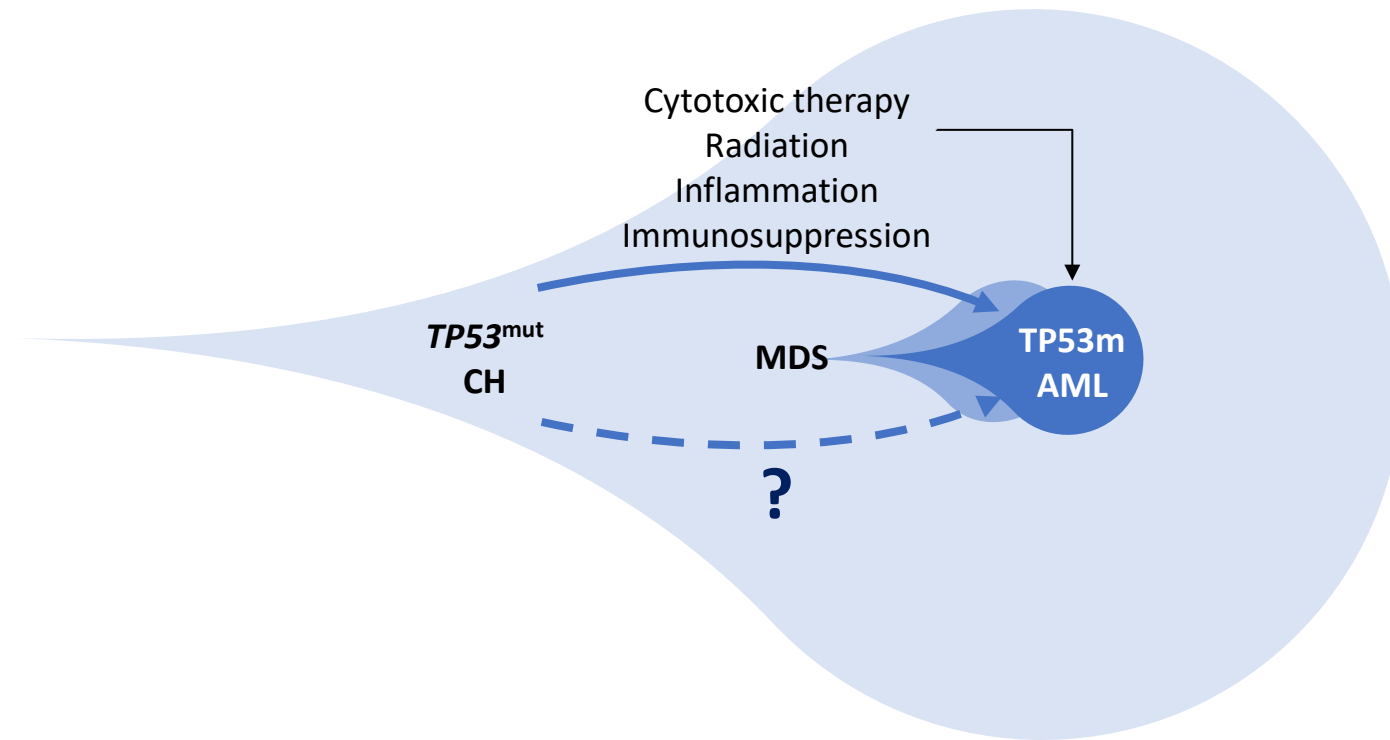 Cytotoxic therapy
Radiation
Inflammation
Immunosuppression
TP53ᵐᵘᵗ
CH
MDS
TP53m
AML
?